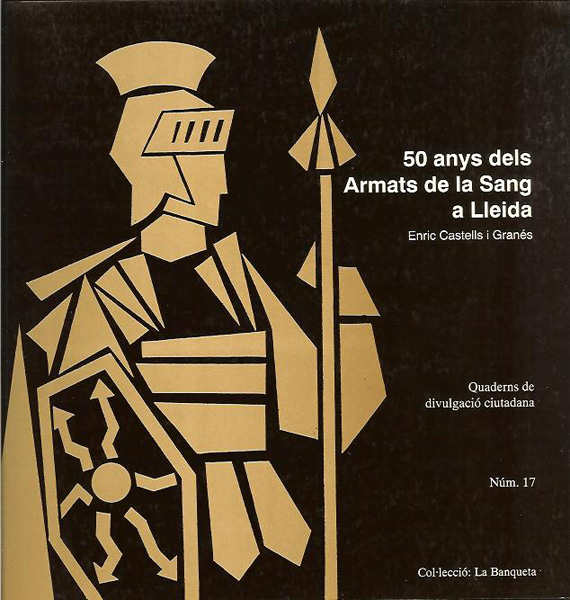 50 anys dels
Armats de la Sang
a Lleida
Enric Castells i Granés
Quaderns de
divulgació ciutadana
Núm. 17
Col·lecció: La Banqueta